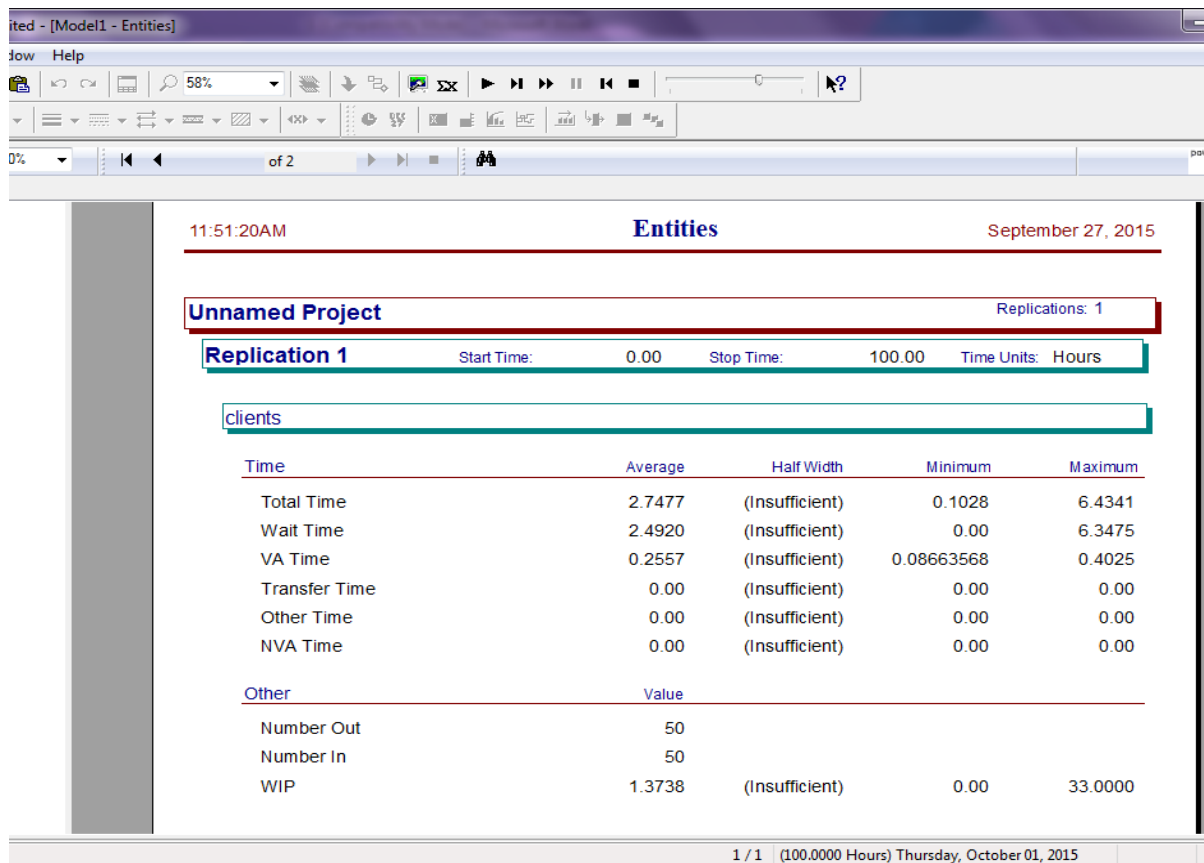 ited - [Model1 - Entities]
dow Help
58%
0% of 2
11:51:20AM Entities September 27, 2015
Unnamed Project Replications: 1
Replication 1 Start Time: 0.00 Stop Time: 100.00 Time Units: Hours
clients
Time Average Half Width Minimum Maximum
Total Time 2.7477 (Insufficient) 0.1028 6.4341
Wait Time 2.4920 (Insufficient) 0.00 6.3475
VA Time 0.2557 (Insufficient) 0.08663568 0.4025
Transfer Time 0.00 (Insufficient) 0.00 0.00
Other Time 0.00 (Insufficient) 0.00 0.00
NVA Time 0.00 (Insufficient) 0.00 0.00
Other Value
Number Out 50
Number In 50
WIP 1.3738 (Insufficient) 0.00 33.0000
1 / 1 (100.0000 Hours) Thursday, October 01, 2015